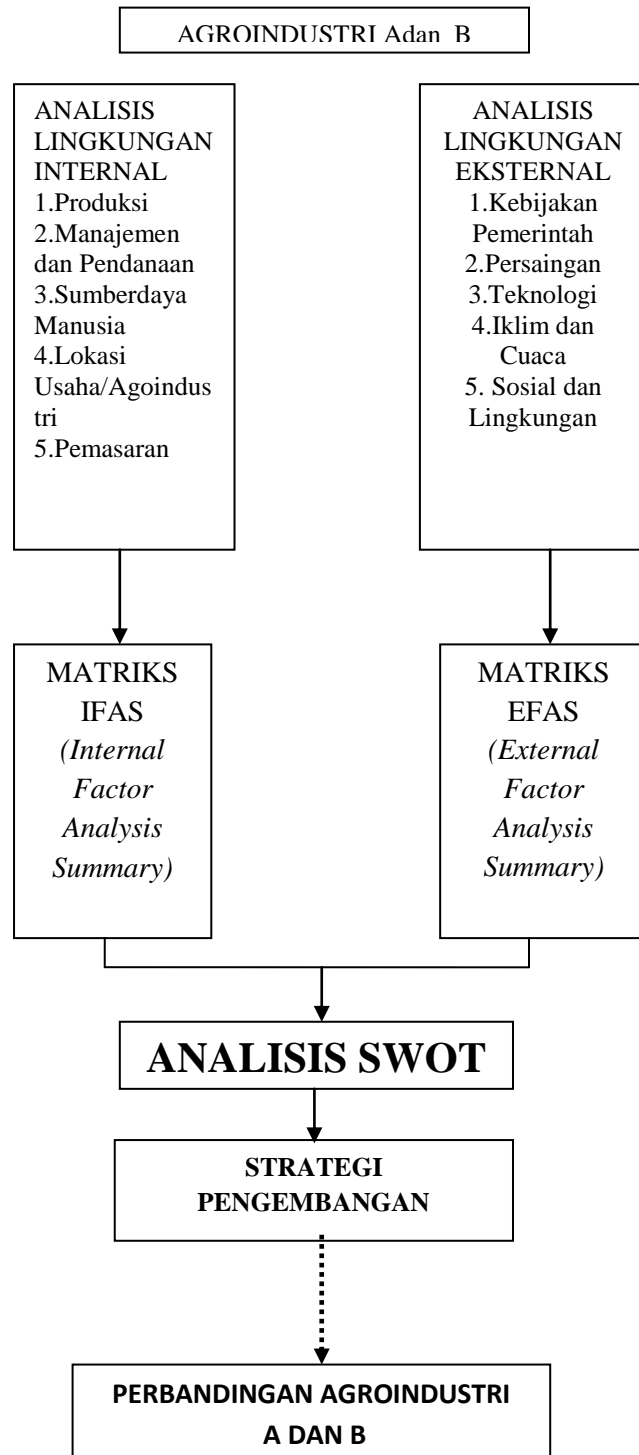 AGROINDUSTRI Adan B
ANALISIS
LINGKUNGAN
INTERNAL
1.Produksi
2.Manajemen
dan Pendanaan
3.Sumberdaya
Manusia
4.Lokasi
Usaha/Agoindus
tri
5.Pemasaran
ANALISIS
LINGKUNGAN
EKSTERNAL
1.Kebijakan
Pemerintah
2.Persaingan
3.Teknologi
4.Iklim dan
Cuaca
5. Sosial dan
Lingkungan
MATRIKS
IFAS
(Internal
Factor
Analysis
Summary)
MATRIKS
EFAS
(External
Factor
Analysis
Summary)
ANALISIS SWOT
STRATEGI
PENGEMBANGAN
PERBANDINGAN AGROINDUSTRI
A DAN B